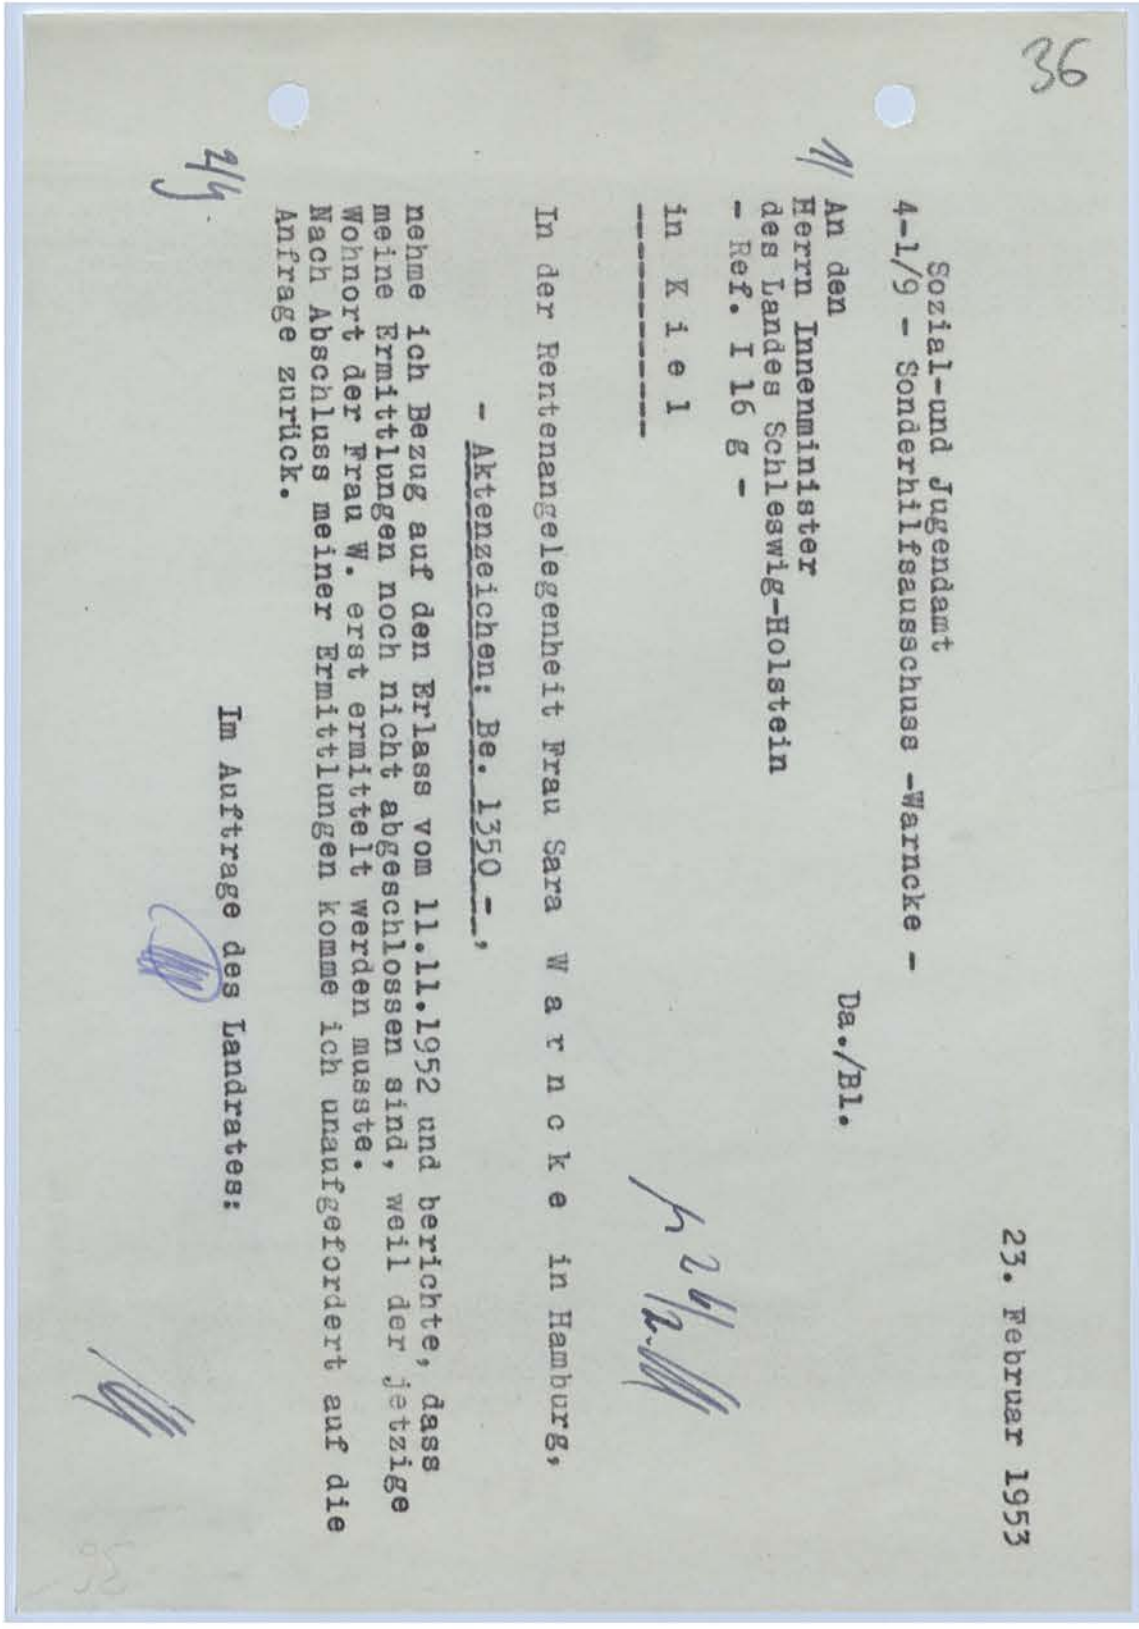 36
23. Februar 1953
Sozial-und Jugendamt
4-1/9 - Sonderhilfsausschuss -Warncke -
Da./Bl.
1/ An den
Herrn Innenminister
des Landes Schleswig-Holstein
- Ref. I 16 g -
in K i e l
----------
24/2.
In der Rentenangelegenheit Frau Sara W a r n c k e in Hamburg,
- Aktenzeichen: Be. 1350 - ,
nehme ich Bezug auf den Erlass vom 11.11.1952 und berichte, dass
meine Ermittlungen noch nicht abgeschlossen sind, weil der jetzige
Wohnort der Frau W. erst ermittelt werden musste.
Nach Abschluss meiner Ermittlungen komme ich unaufgefordert auf die
Anfrage zurück.
2/
Im Auftrage des Landrates: